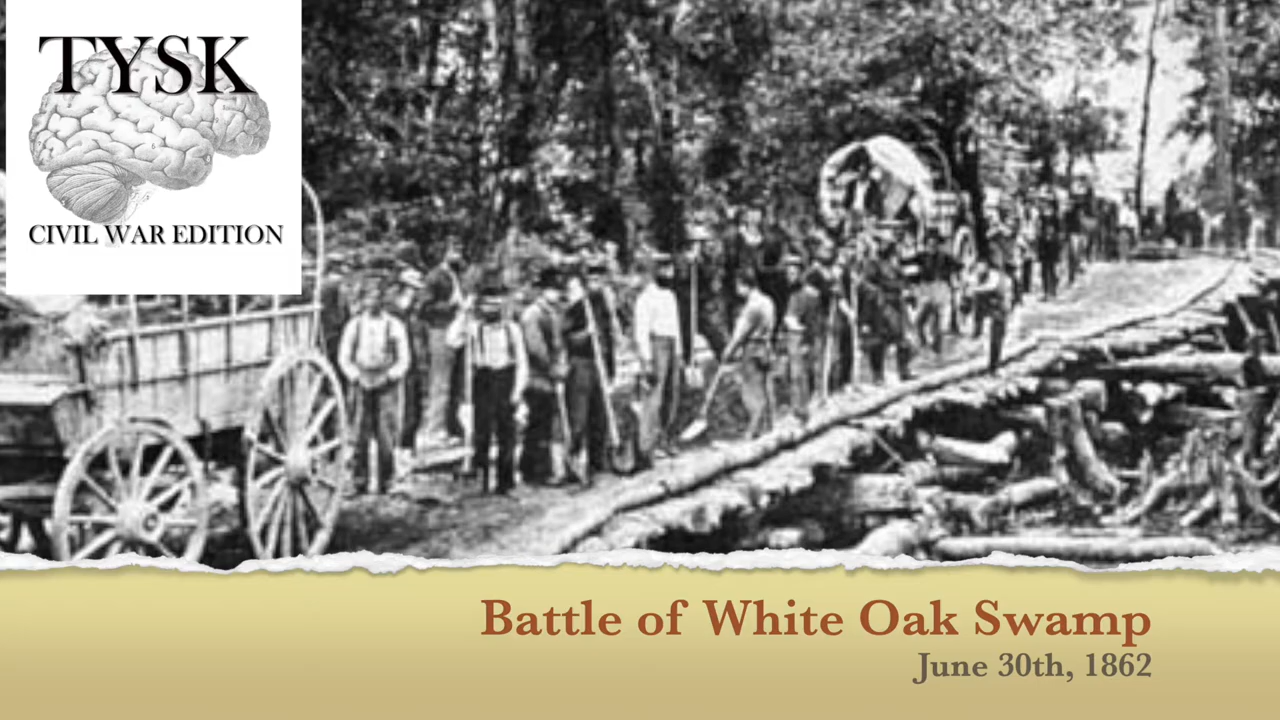 TYSK
CIVIL WAR EDITION
Battle of White Oak Swamp
June 30th, 1862